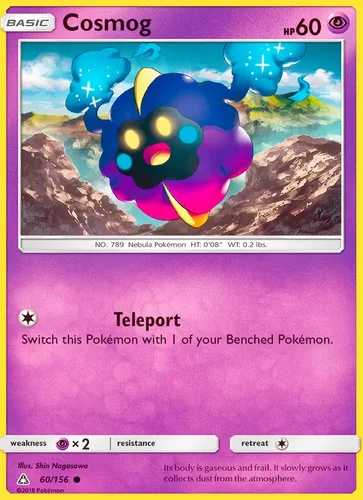 BASIC Cosmog HP60
NO. 789 Nebula Pokémon HT: 0'08" WT: 0.2 lbs.
Teleport
Switch this Pokémon with 1 of your Benched Pokémon.
weakness ×2 resistance retreat
Illus. Shin Nagasawa
60/156
©2018 Pokémon
Its body is gaseous and frail. It slowly grows as it
collects dust from the atmosphere.